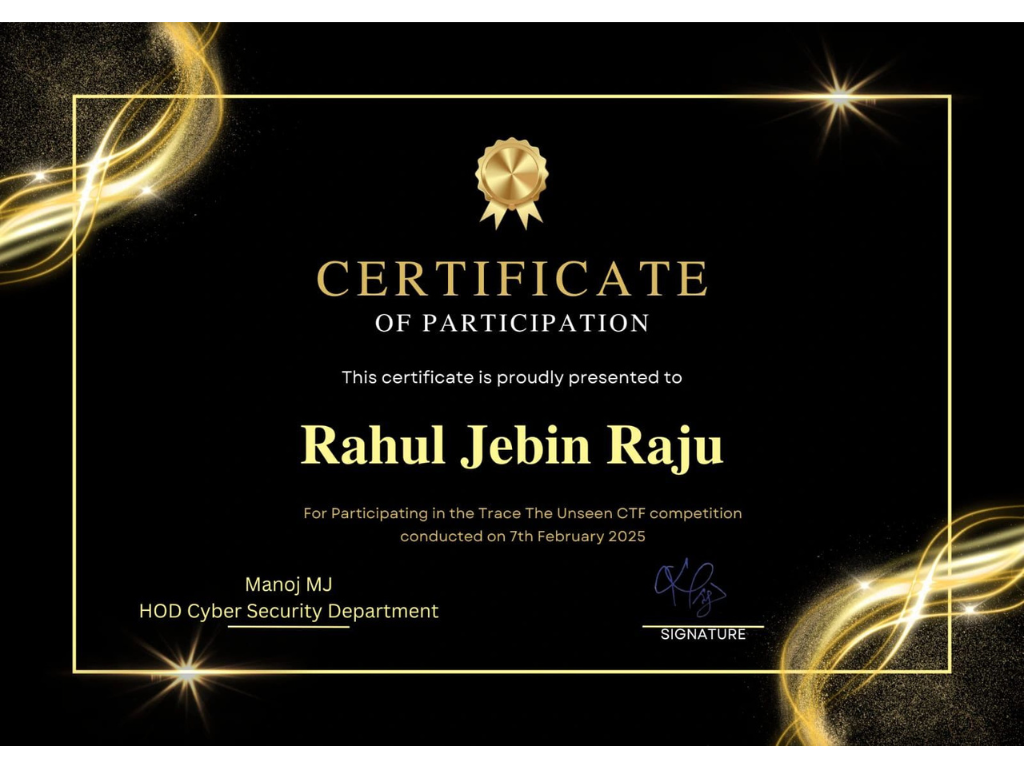 CERTIFICATE
OF PARTICIPATION
This certificate is proudly presented to
Rahul Jebin Raju
For Participating in the Trace The Unseen CTF competition
conducted on 7th February 2025
Manoj MJ
HOD Cyber Security Department
SIGNATURE